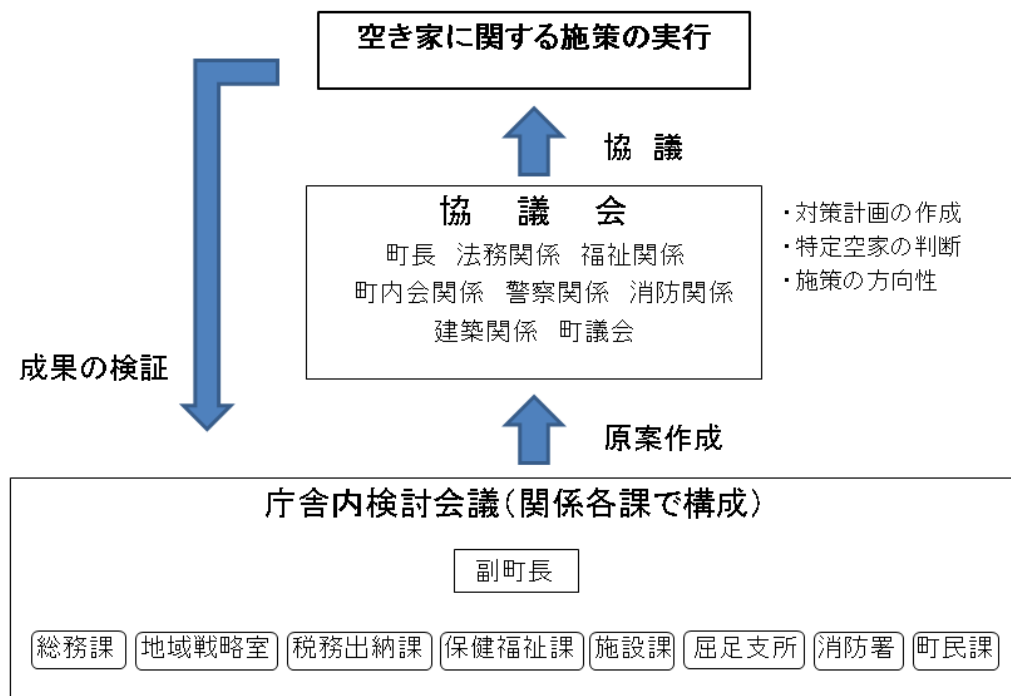 空き家に関する施策の実行
協 議
協 議 会
町長 法務関係 福祉関係
町内会関係 警察関係 消防関係
建築関係 町議会
・対策計画の作成
・特定空家の判断
・施策の方向性
成果の検証
原案作成
庁舎内検討会議(関係各課で構成)
副町長
総務課 地域戦略室 税務出納課 保健福祉課 施設課 屈足支所 消防署 町民課